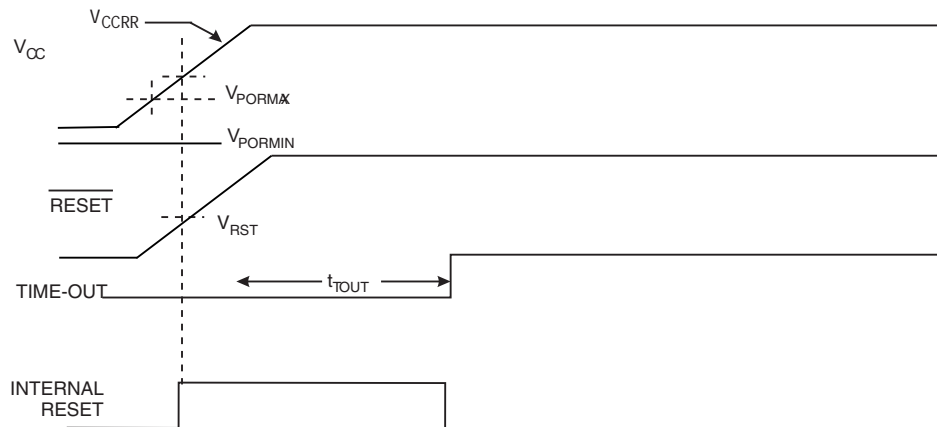 VCCRR
VCC
VPORMAX
VPORMIN
RESET
VRST
tTOUT
TIME-OUT
INTERNAL
RESET